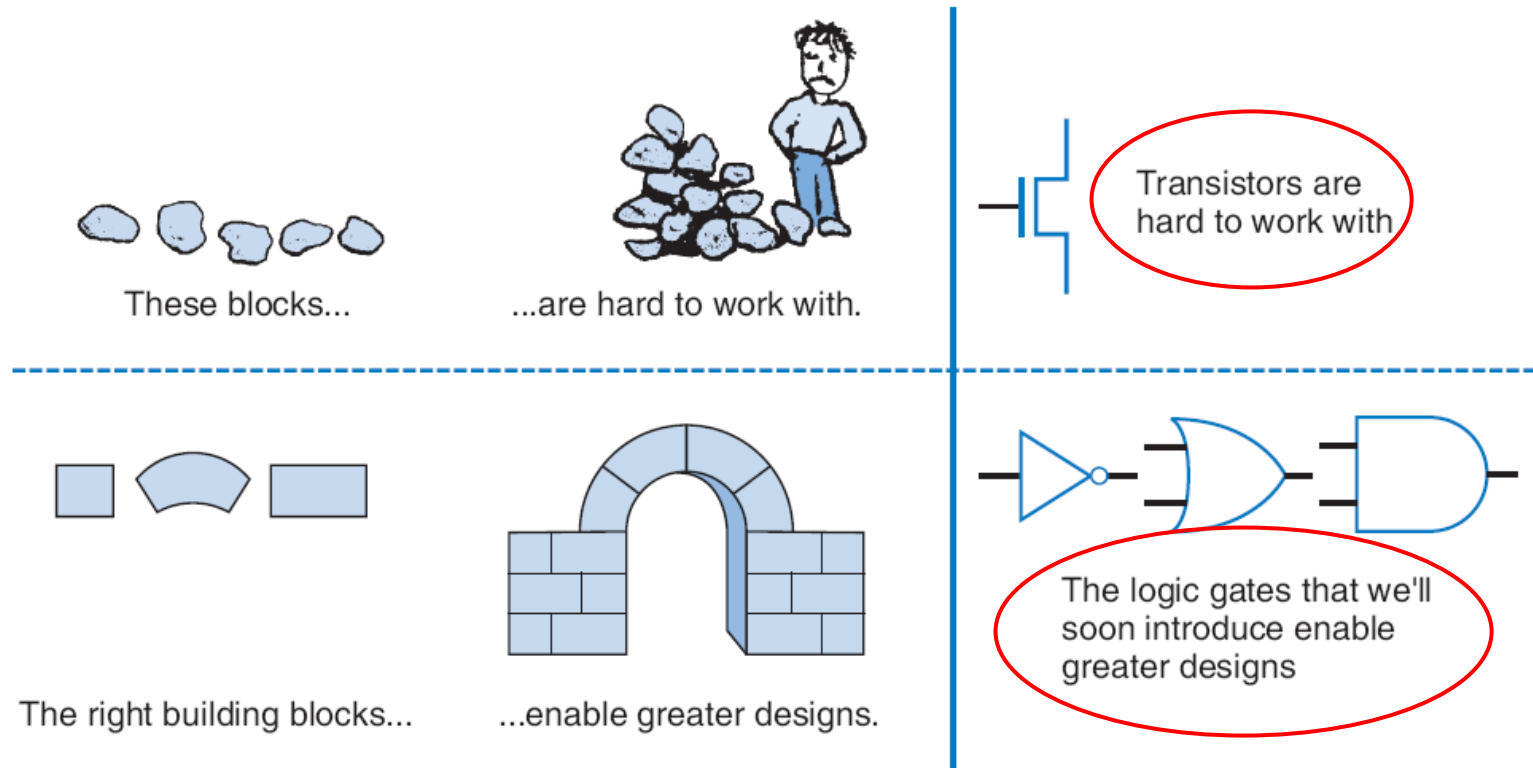 These blocks...
...are hard to work with.
Transistors are
hard to work with
The right building blocks...
...enable greater designs.
The logic gates that we'll
soon introduce enable
greater designs